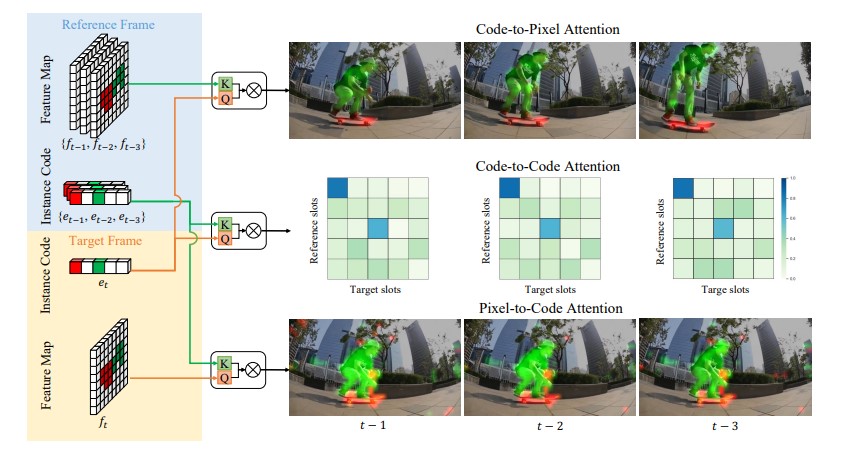 Reference Frame
Feature Map
{f_{t−1}, f_{t−2}, f_{t−3}}
Instance Code
{e_{t−1}, e_{t−2}, e_{t−3}}
Target Frame
Instance Code
e_t
Feature Map
f_t
K
Q
K
Q
K
Q
Code-to-Pixel Attention
Code-to-Code Attention
Reference slots
Target slots
Reference slots
Target slots
Reference slots
Targe slots
1.0
0.8
0.6
0.4
0.2
0.0
Pixel-to-Code Attention
t − 1
t − 2
t − 3